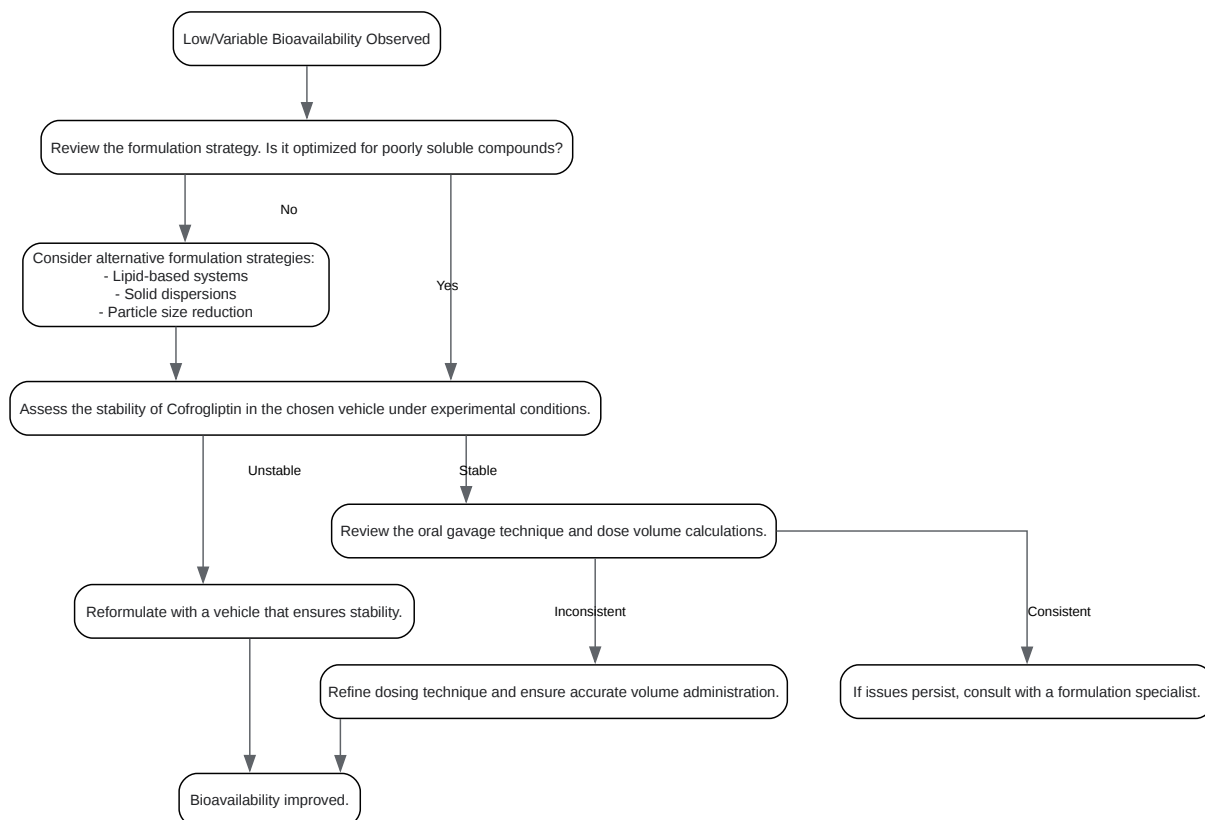 Low/Variable Bioavailability Observed
Review the formulation strategy. Is it optimized for poorly soluble compounds?
No
Consider alternative formulation strategies:
- Lipid-based systems
- Solid dispersions
- Particle size reduction
Yes
Assess the stability of Cofrogliptin in the chosen vehicle under experimental conditions.
Unstable
Stable
Review the oral gavage technique and dose volume calculations.
Reformulate with a vehicle that ensures stability.
Inconsistent
Consistent
Refine dosing technique and ensure accurate volume administration.
If issues persist, consult with a formulation specialist.
Bioavailability improved.